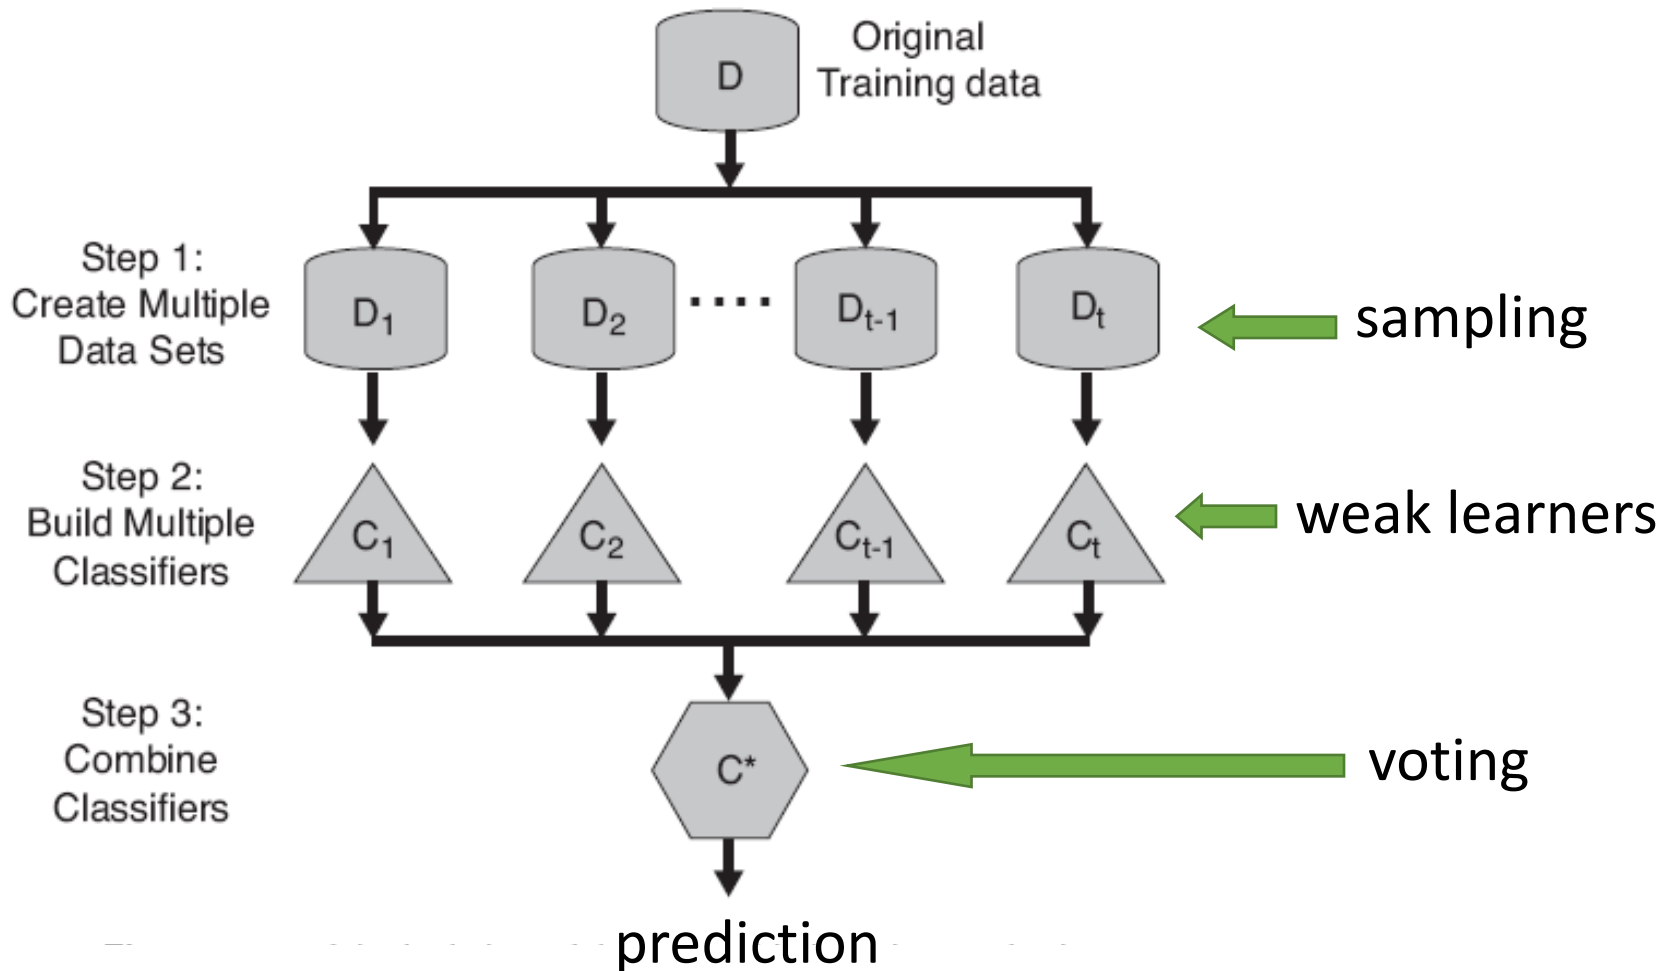 D
Original
Training data
Step 1:
Create Multiple
Data Sets
D1
D2
....
Dt-1
Dt
sampling
Step 2:
Build Multiple
Classifiers
C1
C2
Ct-1
Ct
weak learners
Step 3:
Combine
Classifiers
C*
voting
prediction